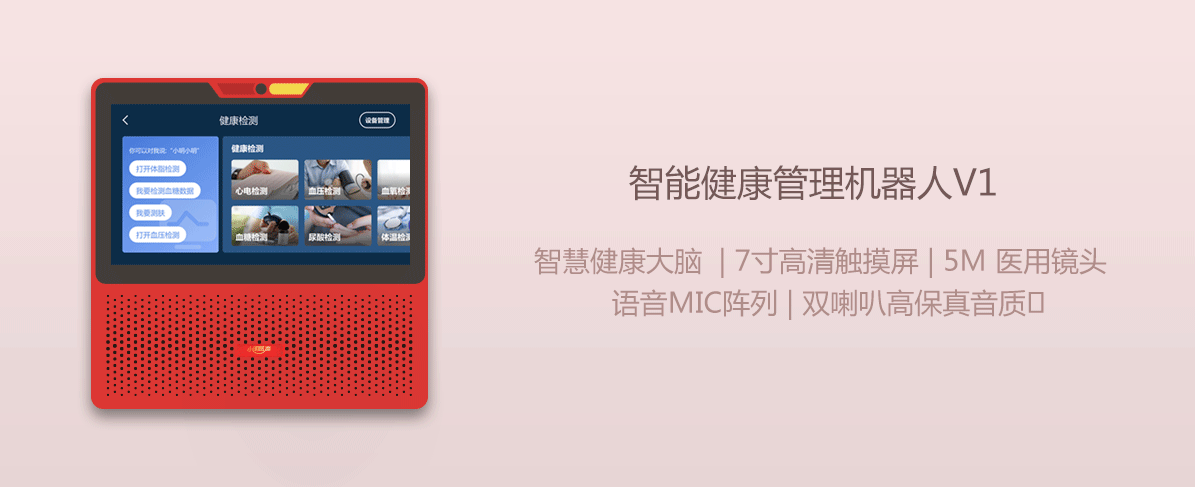 健康检测
设备管理
你可以对我说:“小明小明”
打开体脂检测
我要检测血糖数据
我要测肤
打开血压检测
健康检测
心电检测
血压检测
血氧检测
血糖检测
尿酸检测
体温检测
智能健康管理机器人V1
智慧健康大脑 | 7寸高清触摸屏 | 5M 医用镜头
语音MIC阵列 | 双喇叭高保真音质